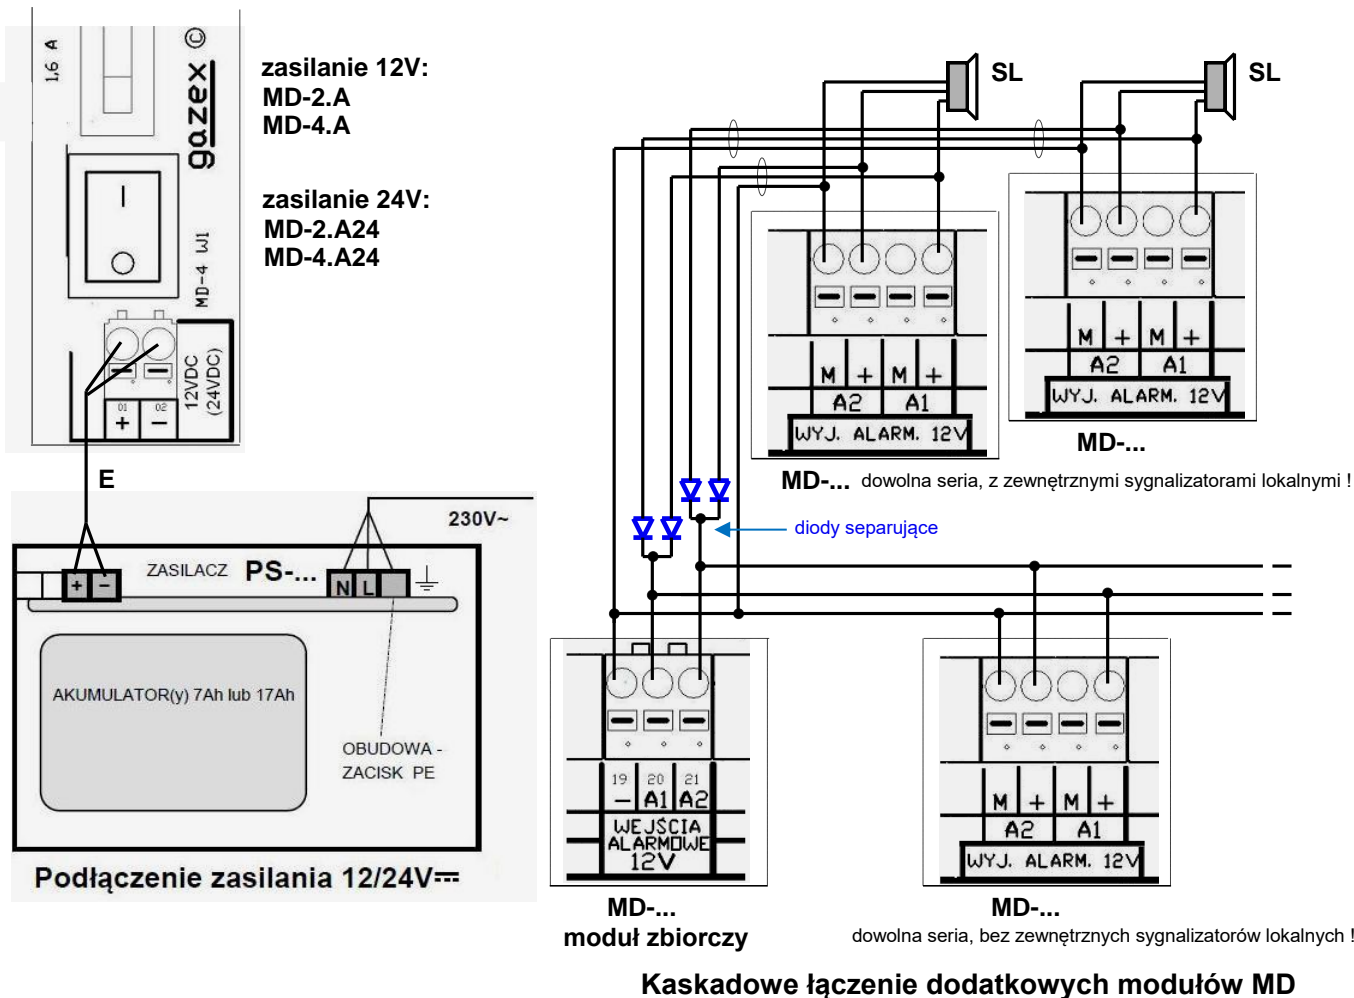 1,6 A
gazex ©
MD-4 W1
12VDC
(24VDC)
01 02
+ −
zasilanie 12V:
MD-2.A
MD-4.A
zasilanie 24V:
MD-2.A24
MD-4.A24
E
230V~
ZASILACZ PS-...
+ −
N L
AKUMULATOR(y) 7Ah lub 17Ah
OBUDOWA -
ZACISK PE
Podłączenie zasilania 12/24V⎓
SL
SL
M + M +
A2 A1
WYJ. ALARM. 12V
MD-...
M + M +
A2 A1
WYJ. ALARM. 12V
MD-... dowolna seria, z zewnętrznymi sygnalizatorami lokalnymi !
diody separujące
19 20 21
− A1 A2
WEJŚCIA
ALARMOWE
12V
MD-...
moduł zbiorczy
M + M +
A2 A1
WYJ. ALARM. 12V
MD-...
dowolna seria, bez zewnętrznych sygnalizatorów lokalnych !
Kaskadowe łączenie dodatkowych modułów MD